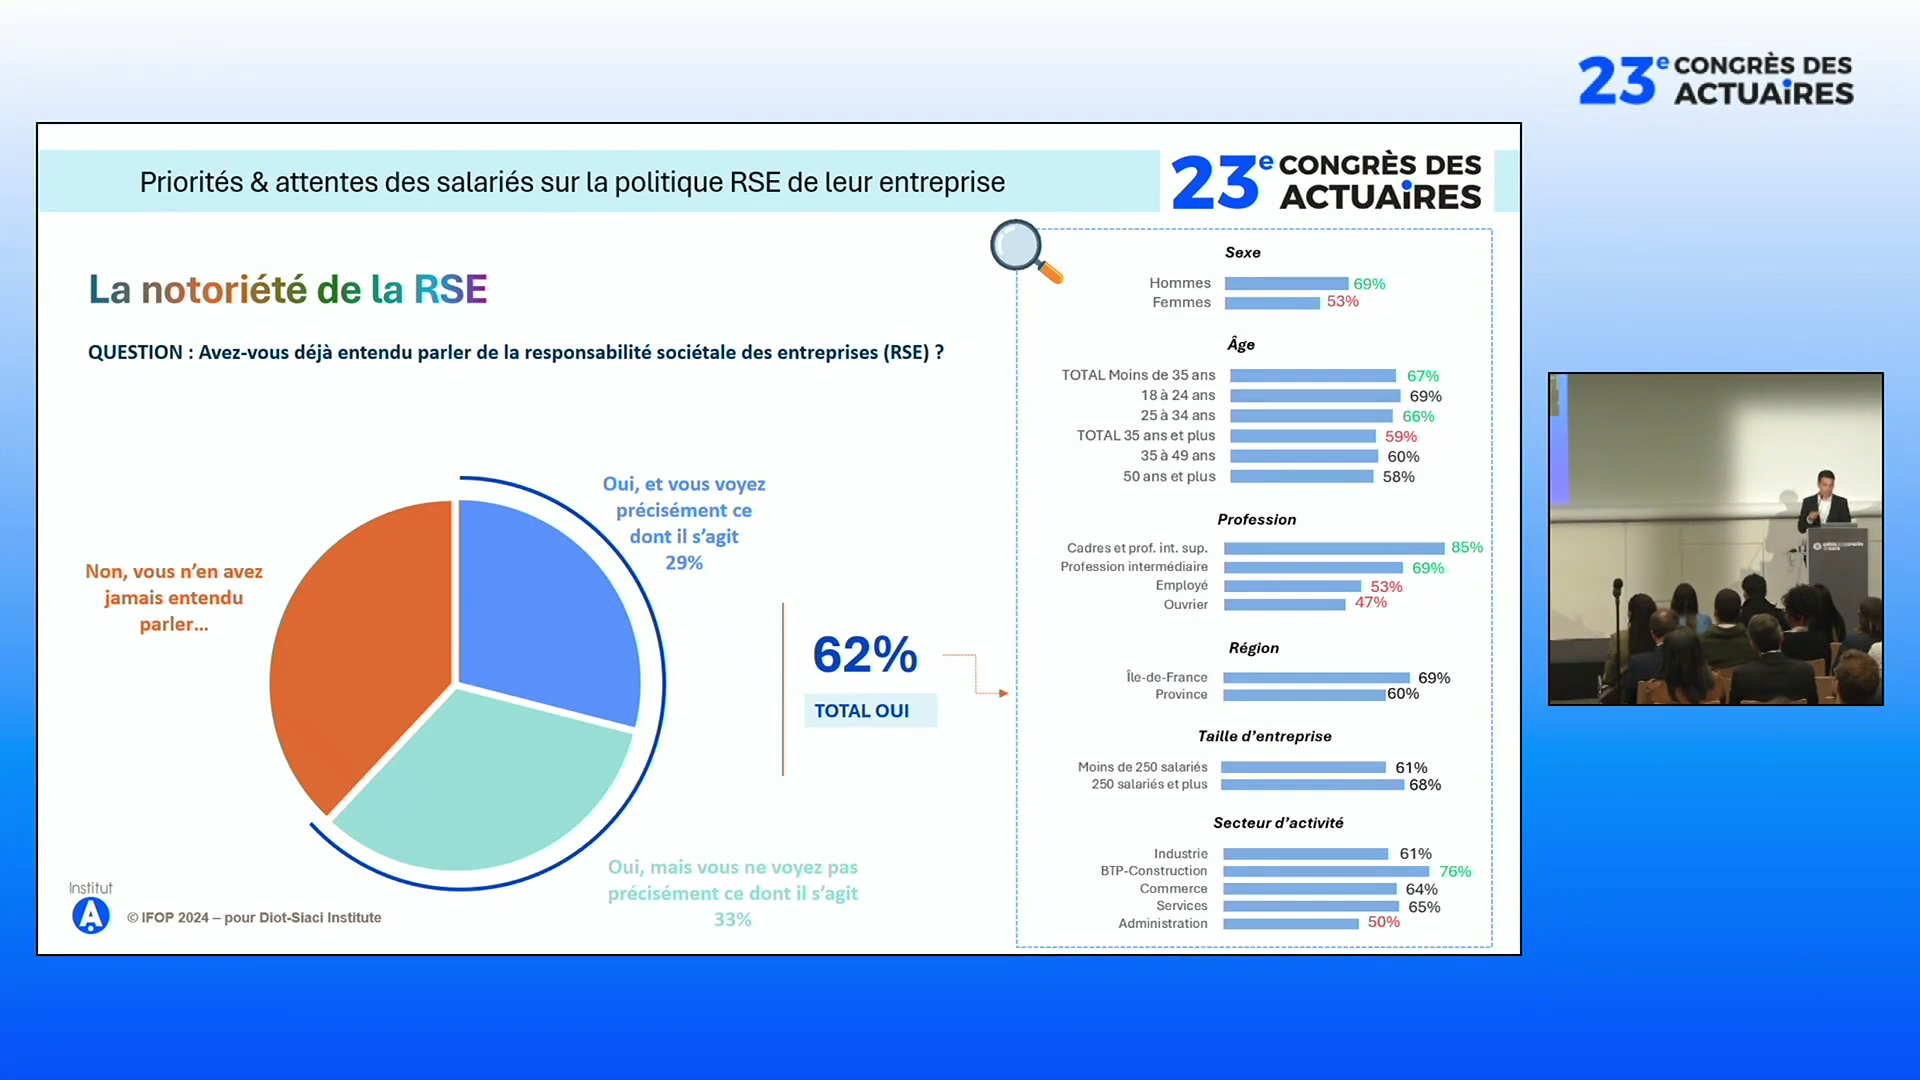 23e CONGRÈS DES
ACTUAiRES
Priorités & attentes des salariés sur la politique RSE de leur entreprise
23e CONGRÈS DES
ACTUAiRES
La notoriété de la RSE
QUESTION : Avez-vous déjà entendu parler de la responsabilité sociétale des entreprises (RSE) ?
Oui, et vous voyez
précisément ce
dont il s'agit
29%
Non, vous n'en avez
jamais entendu
parler...
62%
TOTAL OUI
Oui, mais vous ne voyez pas
précisément ce dont il s'agit
33%
Institut
A
© IFOP 2024 – pour Diot-Siaci Institute
Sexe
Hommes 69%
Femmes 53%
Âge
TOTAL Moins de 35 ans 67%
18 à 24 ans 69%
25 à 34 ans 66%
TOTAL 35 ans et plus 59%
35 à 49 ans 60%
50 ans et plus 58%
Profession
Cadres et prof. int. sup. 85%
Profession intermédiaire 69%
Employé 53%
Ouvrier 47%
Région
Île-de-France 69%
Province 60%
Taille d'entreprise
Moins de 250 salariés 61%
250 salariés et plus 68%
Secteur d'activité
Industrie 61%
BTP-Construction 76%
Commerce 64%
Services 65%
Administration 50%